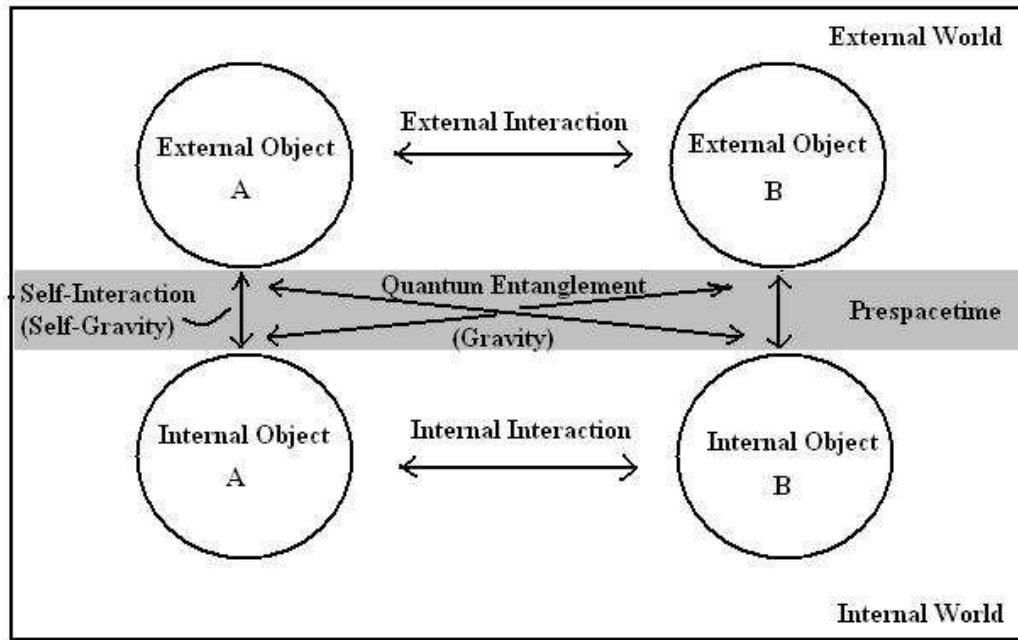 External World
External Interaction
External Object
A
External Object
B
Quantum Entanglement
Self-Interaction
(Self-Gravity)
Prespacetime
(Gravity)
Internal Interaction
Internal Object
A
Internal Object
B
Internal World